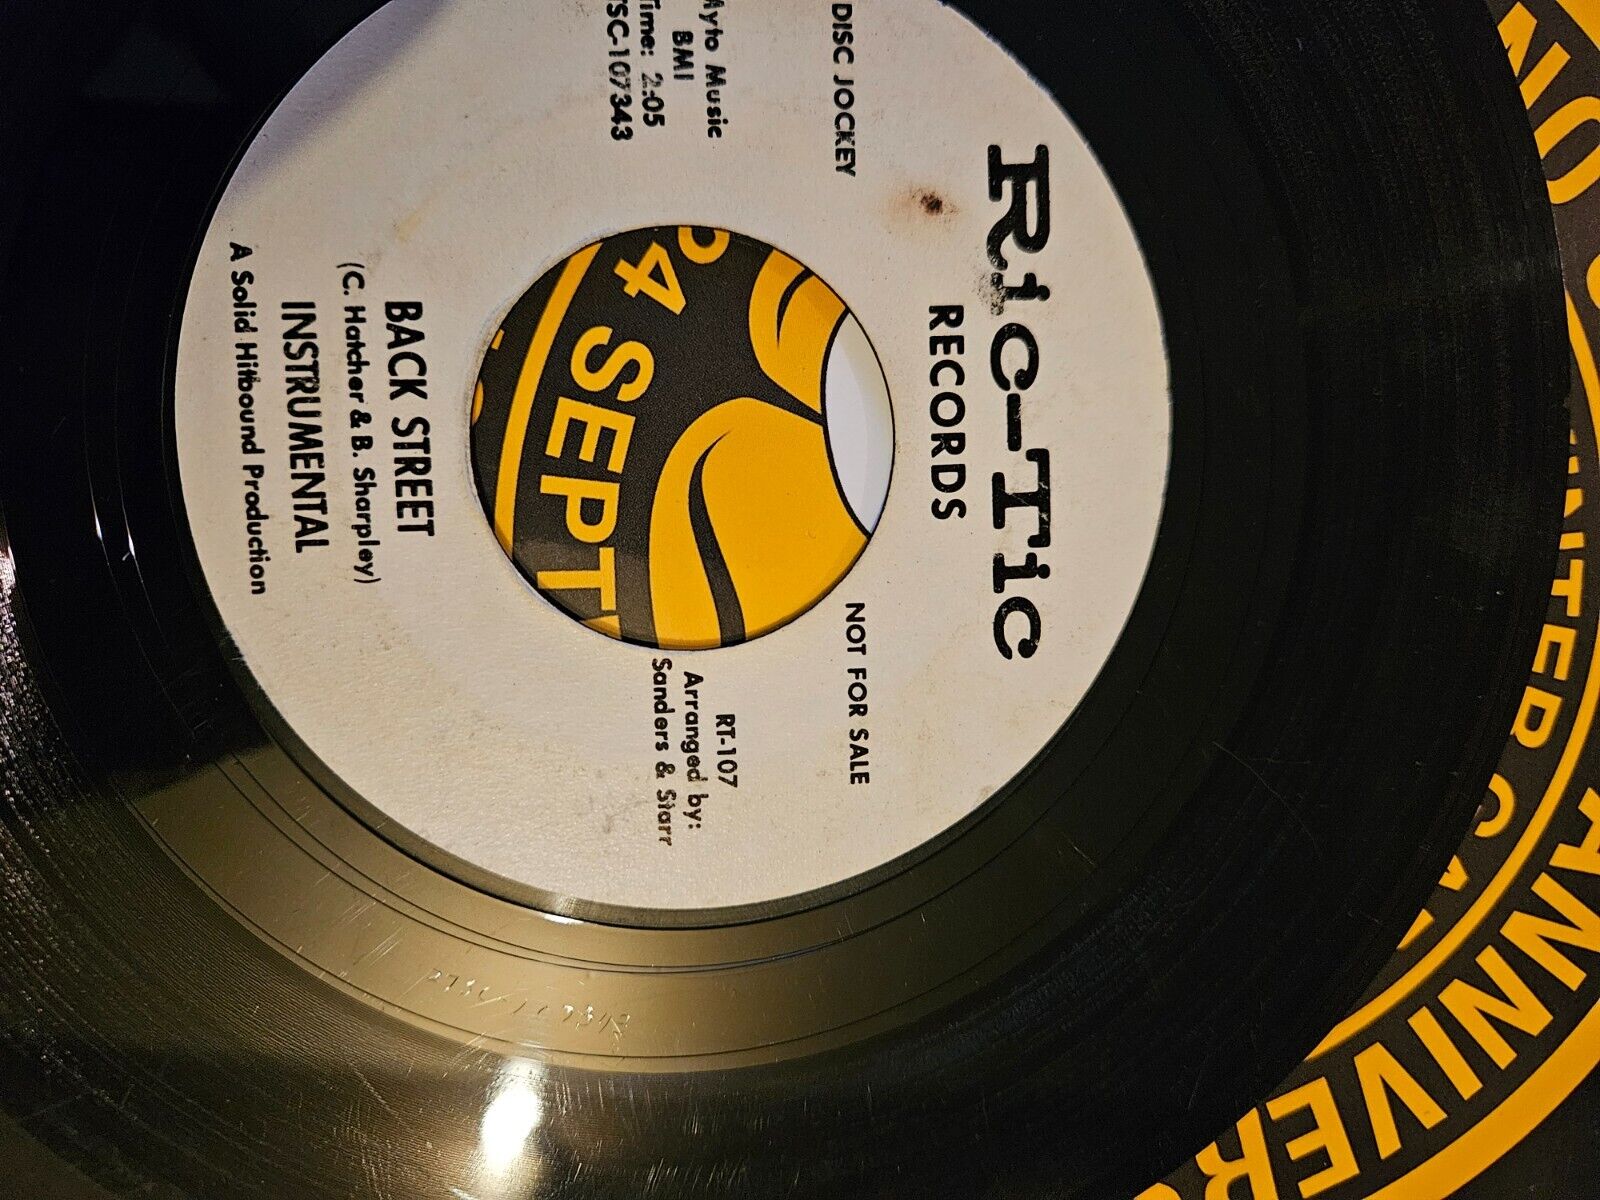 Ric-Tic
RECORDS
DISC JOCKEY
NOT FOR SALE
Myto Music
BMI
Time: 2:05
TSC-107343
RT-107
Arranged by:
Sanders & Starr
BACK STREET
(C. Hatcher & B. Sharpley)
INSTRUMENTAL
A Solid Hitbound Production
4 SEPT
ANNIVER